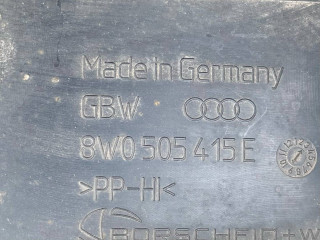 Made in Germany
GBW
8W0 505 415 E
>PP-HI<